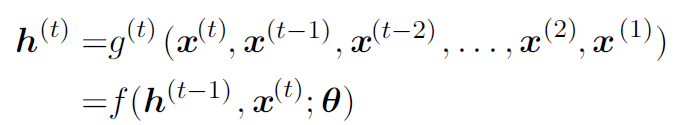 h^(t) =g^(t)(x^(t), x^(t−1), x^(t−2), . . . , x^(2), x^(1))
=f(h^(t−1), x^(t); θ)